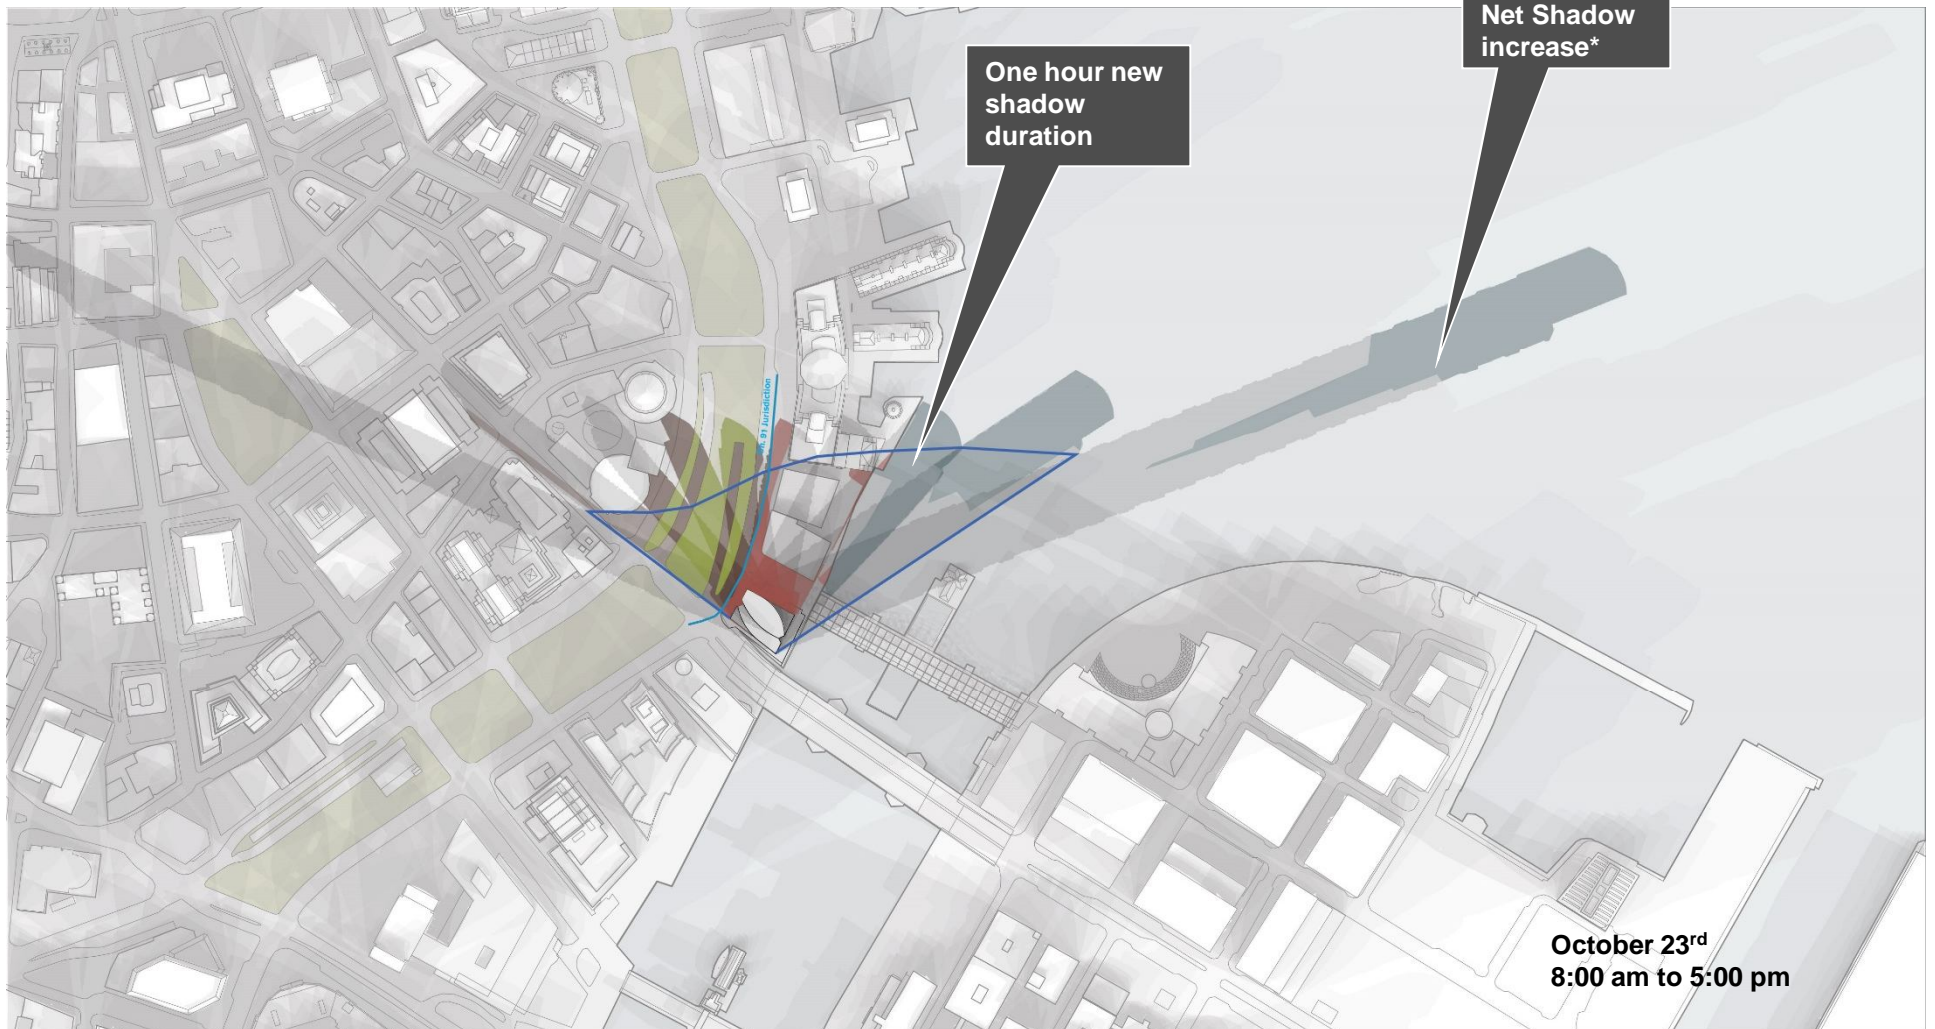 Net Shadow
increase*
One hour new
shadow
duration
91 Jurisdiction
October 23rd
8:00 am to 5:00 pm